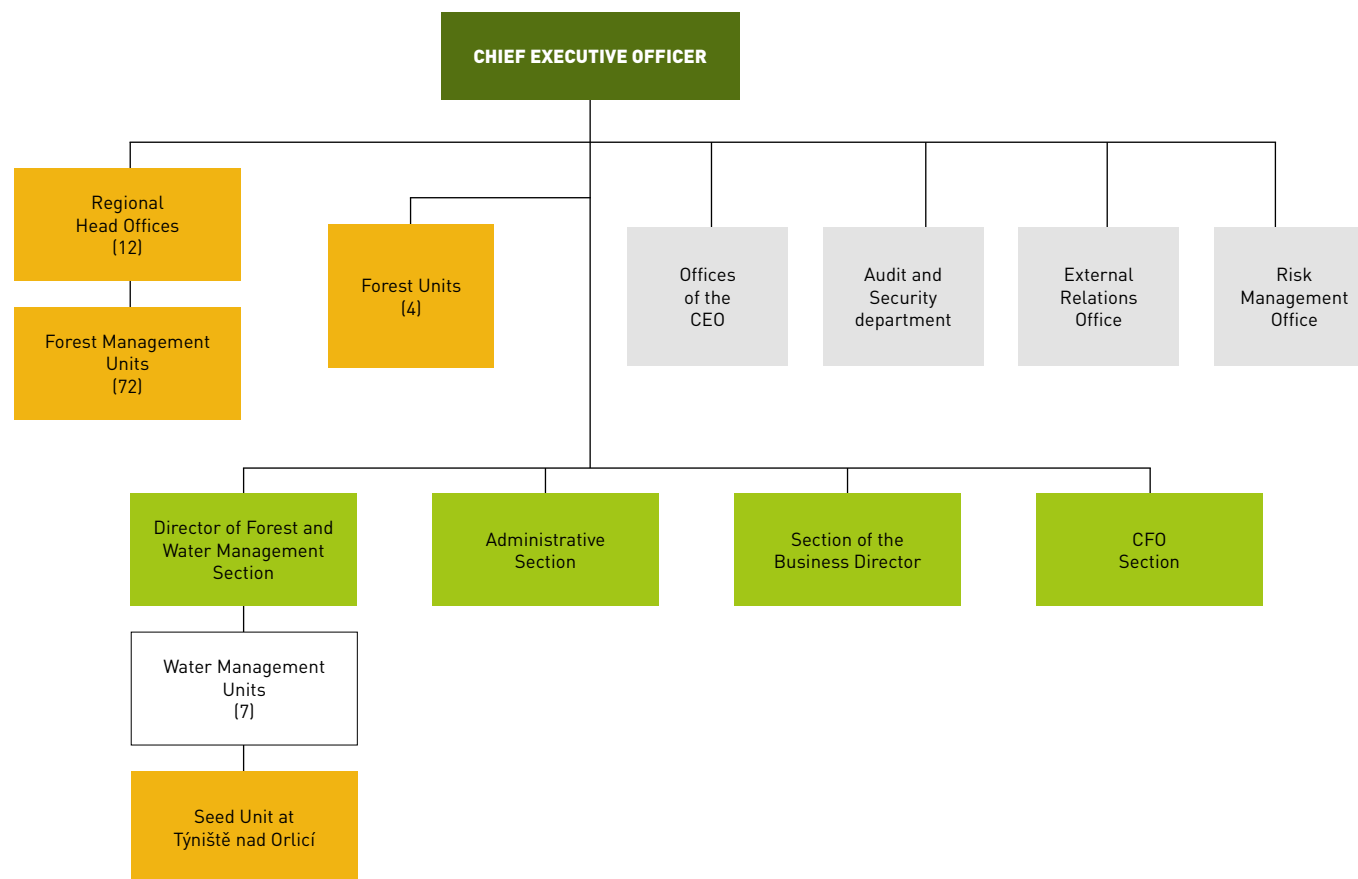 CHIEF EXECUTIVE OFFICER
Regional
Head Offices
(12)
Forest Management
Units
(72)
Forest Units
(4)
Offices
of the
CEO
Audit and
Security
department
External
Relations
Office
Risk
Management
Office
Director of Forest and
Water Management
Section
Administrative
Section
Section of the
Business Director
CFO
Section
Water Management
Units
(7)
Seed Unit at
Týniště nad Orlicí